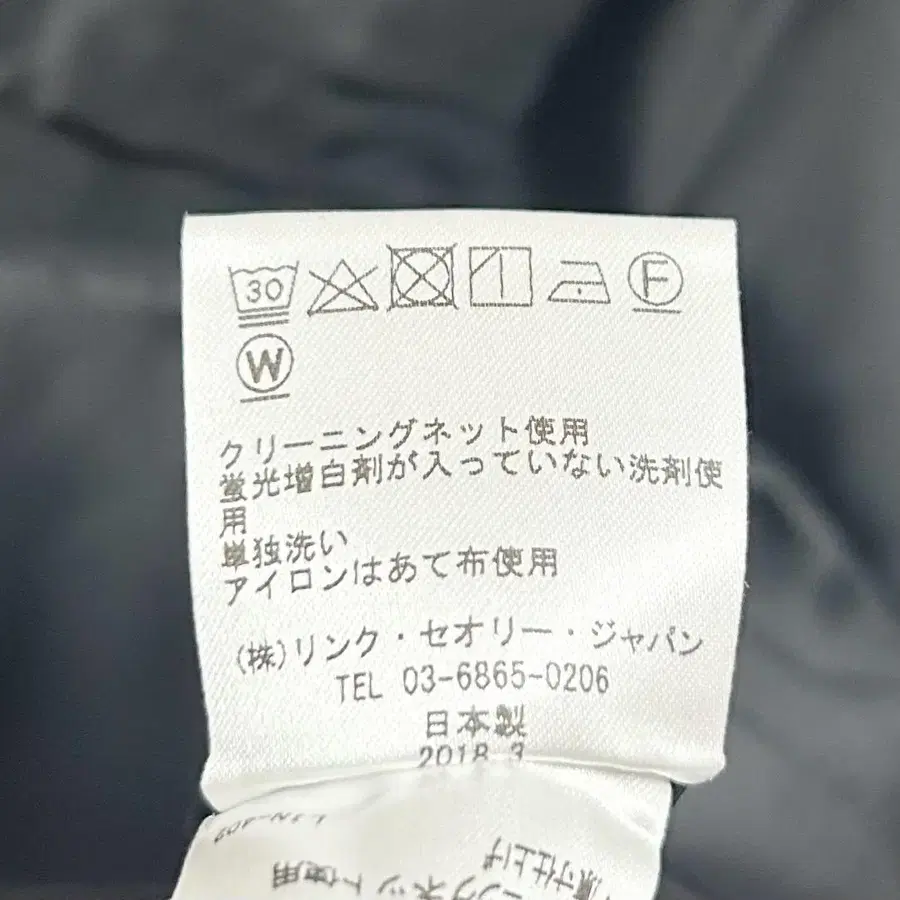 30
F
W
クリーニングネット使用
蛍光増白剤が入っていない洗剤使
用
単独洗い
アイロンはあて布使用
(株)リンク・セオリー・ジャパン
TEL 03-6865-0206
日本製
2018.3